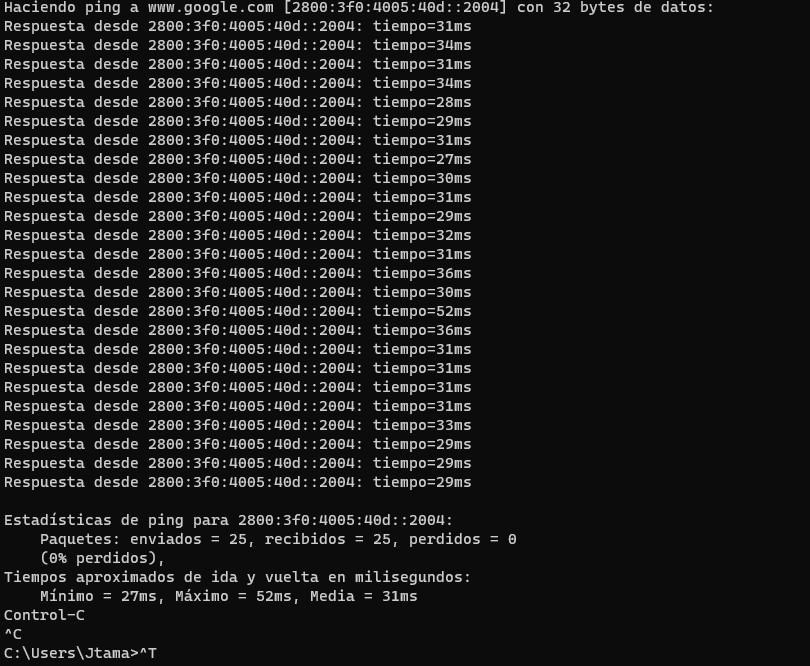 Haciendo ping a www.google.com [2800:3f0:4005:40d::2004] con 32 bytes de datos:
Respuesta desde 2800:3f0:4005:40d::2004: tiempo=31ms
Respuesta desde 2800:3f0:4005:40d::2004: tiempo=34ms
Respuesta desde 2800:3f0:4005:40d::2004: tiempo=31ms
Respuesta desde 2800:3f0:4005:40d::2004: tiempo=34ms
Respuesta desde 2800:3f0:4005:40d::2004: tiempo=28ms
Respuesta desde 2800:3f0:4005:40d::2004: tiempo=29ms
Respuesta desde 2800:3f0:4005:40d::2004: tiempo=31ms
Respuesta desde 2800:3f0:4005:40d::2004: tiempo=27ms
Respuesta desde 2800:3f0:4005:40d::2004: tiempo=30ms
Respuesta desde 2800:3f0:4005:40d::2004: tiempo=31ms
Respuesta desde 2800:3f0:4005:40d::2004: tiempo=29ms
Respuesta desde 2800:3f0:4005:40d::2004: tiempo=32ms
Respuesta desde 2800:3f0:4005:40d::2004: tiempo=31ms
Respuesta desde 2800:3f0:4005:40d::2004: tiempo=36ms
Respuesta desde 2800:3f0:4005:40d::2004: tiempo=30ms
Respuesta desde 2800:3f0:4005:40d::2004: tiempo=52ms
Respuesta desde 2800:3f0:4005:40d::2004: tiempo=36ms
Respuesta desde 2800:3f0:4005:40d::2004: tiempo=31ms
Respuesta desde 2800:3f0:4005:40d::2004: tiempo=31ms
Respuesta desde 2800:3f0:4005:40d::2004: tiempo=31ms
Respuesta desde 2800:3f0:4005:40d::2004: tiempo=31ms
Respuesta desde 2800:3f0:4005:40d::2004: tiempo=33ms
Respuesta desde 2800:3f0:4005:40d::2004: tiempo=29ms
Respuesta desde 2800:3f0:4005:40d::2004: tiempo=29ms
Respuesta desde 2800:3f0:4005:40d::2004: tiempo=29ms
Estadísticas de ping para 2800:3f0:4005:40d::2004:
Paquetes: enviados = 25, recibidos = 25, perdidos = 0
(0% perdidos),
Tiempos aproximados de ida y vuelta en milisegundos:
Mínimo = 27ms, Máximo = 52ms, Media = 31ms
Control-C
^C
C:\Users\Jtama>^T